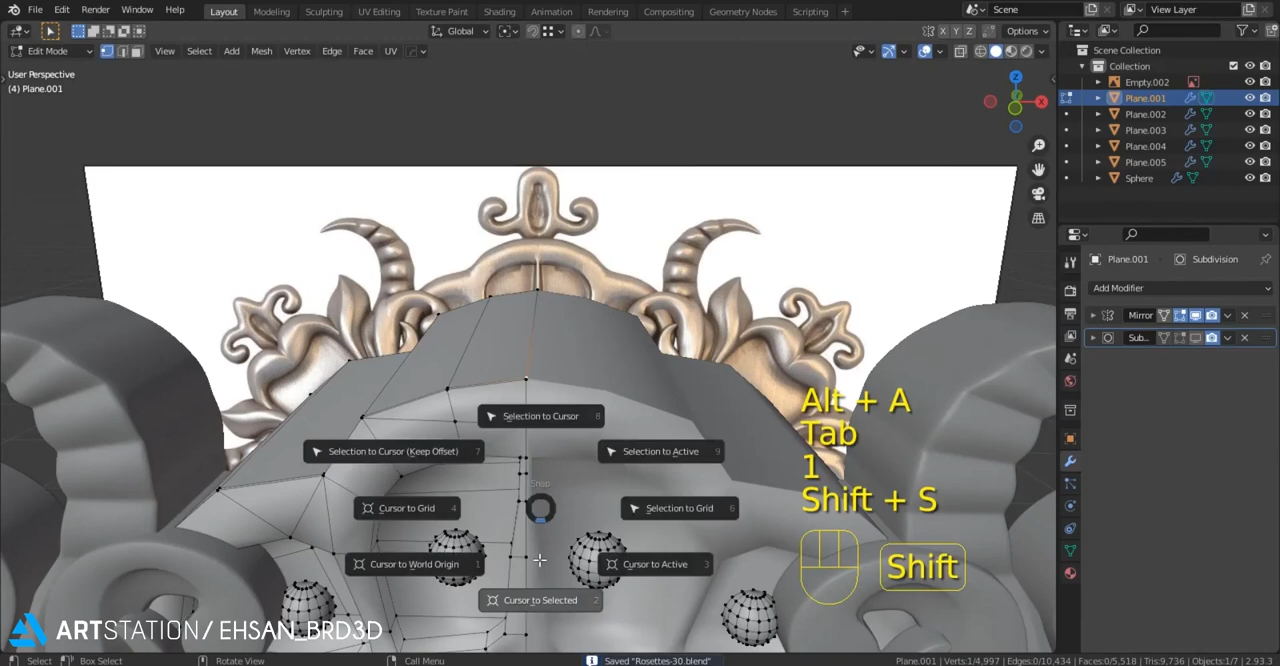 File Edit Render Window Help Layout Modeling Sculpting UV Editing Texture Paint Shading Animation Rendering Compositing Geometry Nodes Scripting + Scene View Layer
Global X Y Z Options
Edit Mode View Select Add Mesh Vertex Edge Face UV
User Perspective
(4) Plane.001
Z
X
Y
Scene Collection
Collection
Empty.002
Plane.001
Plane.002
Plane.003
Plane.004
Plane.005
Sphere
Plane.001 Subdivision
Add Modifier
Mirror
Sub...
Selection to Cursor 8
Selection to Cursor (Keep Offset) 7
Selection to Active 9
Snap
Cursor to Grid 4
Selection to Grid 6
Cursor to World Origin 1
Cursor to Active 3
Cursor to Selected 2
Alt + A
Tab
1
Shift + S
Shift
ARTSTATION/EHSAN_BRD3D
Select Box Select Rotate View Call Menu Saved "Rosettes-30.blend" Plane.001 | Verts:1/4,997 | Edges:0/10,434 | Faces:0/5,518 | Tris:9,736 | Objects:1/7 | 2.93.3